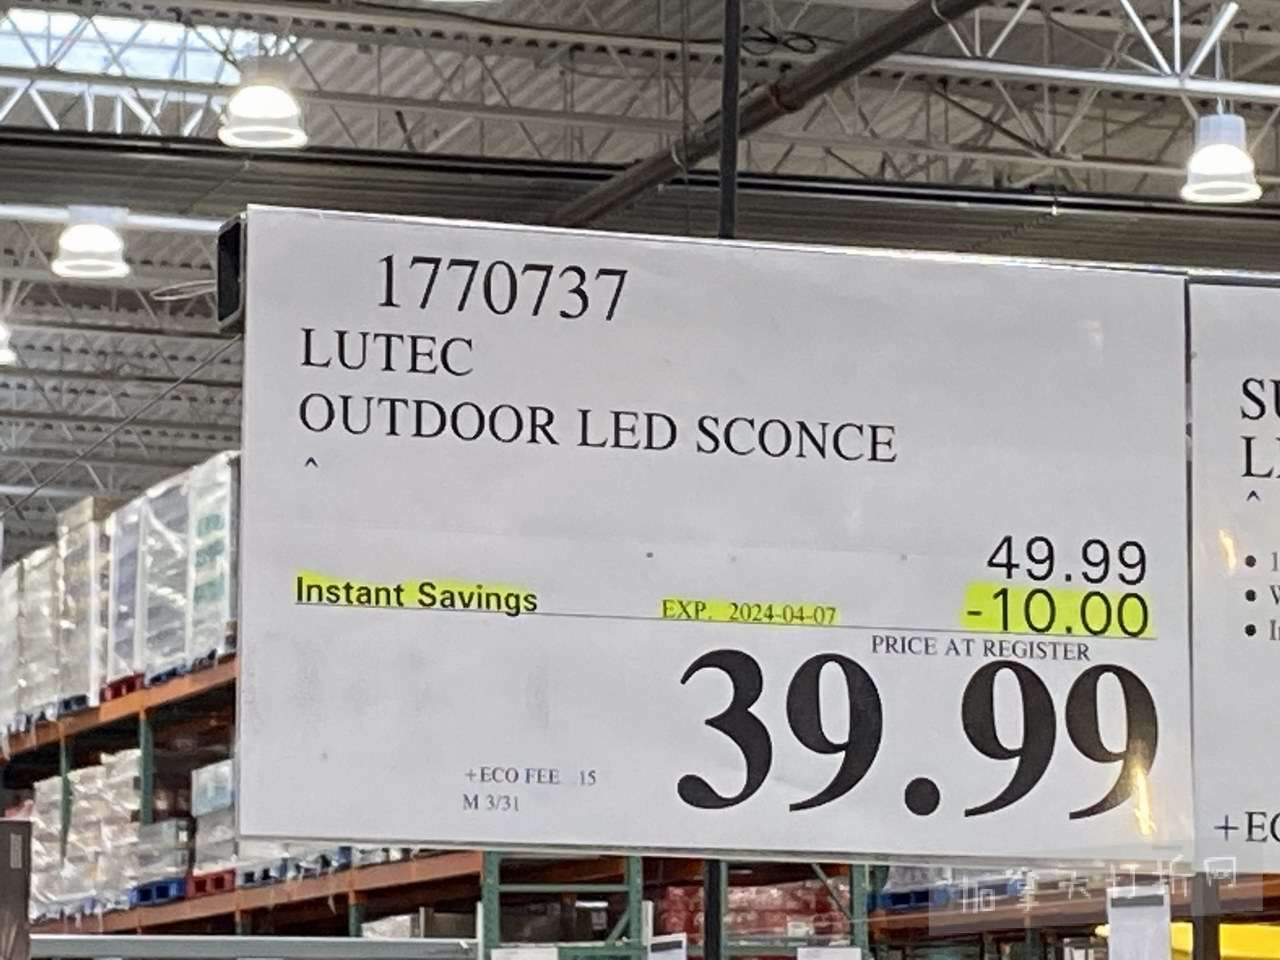 1770737
LUTEC
OUTDOOR LED SCONCE
^
49.99
Instant Savings EXP. 2024-04-07 -10.00
PRICE AT REGISTER
39.99
+ECO FEE .15
M 3/31
^
+EC
加拿大打折网